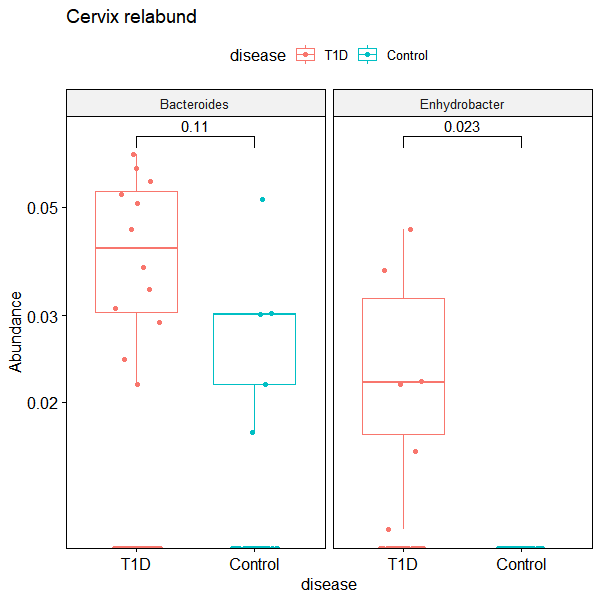 Cervix relabund
disease T1D Control
Bacteroides Enhydrobacter
0.11 0.023
0.05
0.03
0.02
Abundance
T1D Control T1D Control
disease